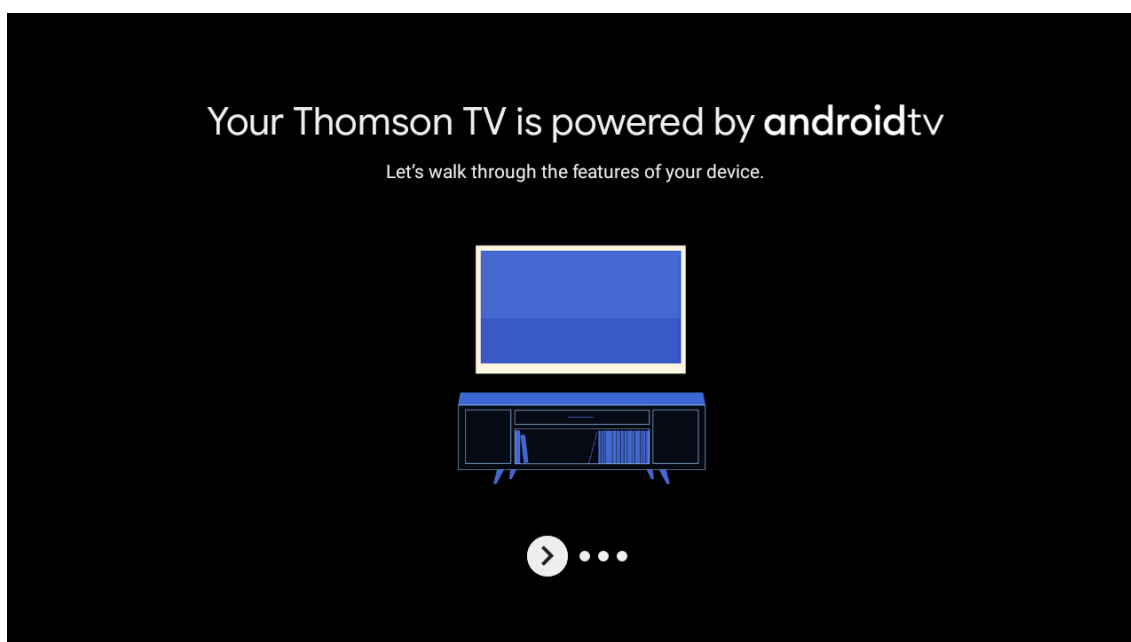 Your Thomson TV is powered by androidtv
Let’s walk through the features of your device.